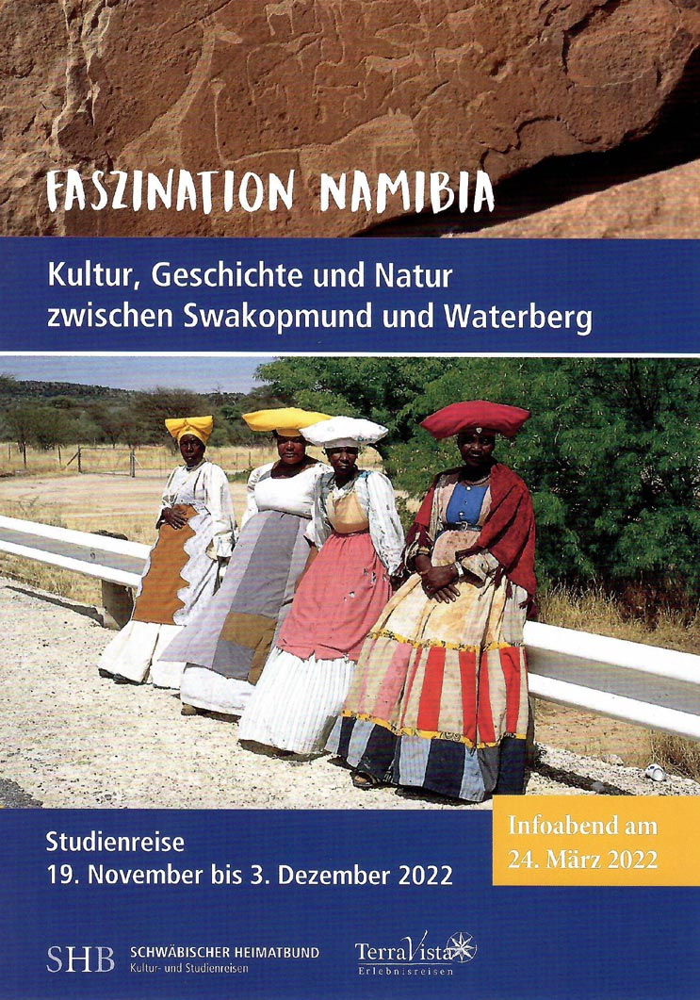 FASZINATION NAMIBIA
Kultur, Geschichte und Natur
zwischen Swakopmund und Waterberg
Infoabend am
24. März 2022
Studienreise
19. November bis 3. Dezember 2022
SHB SCHWÄBISCHER HEIMATBUND
Kultur- und Studienreisen
TerraVista
Erlebnisreisen